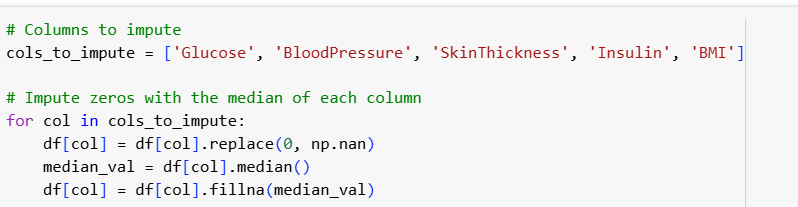 # Columns to impute
cols_to_impute = ['Glucose', 'BloodPressure', 'SkinThickness', 'Insulin', 'BMI']
# Impute zeros with the median of each column
for col in cols_to_impute:
    df[col] = df[col].replace(0, np.nan)
    median_val = df[col].median()
    df[col] = df[col].fillna(median_val)